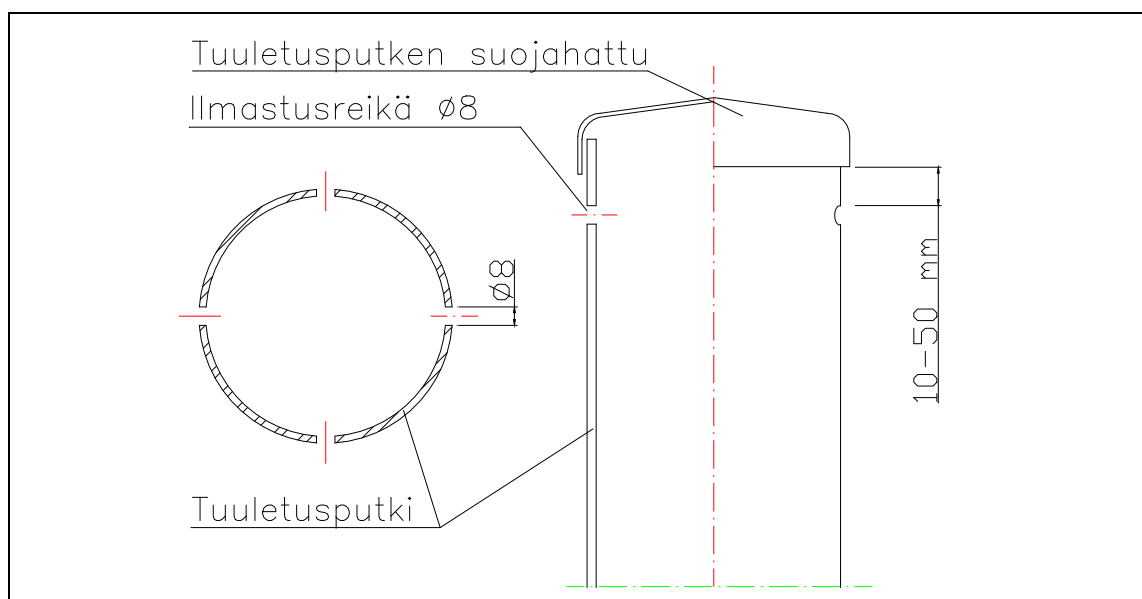 Tuuletusputken suojahattu
Ilmastusreikä ø8
ø8
10-50 mm
Tuuletusputki